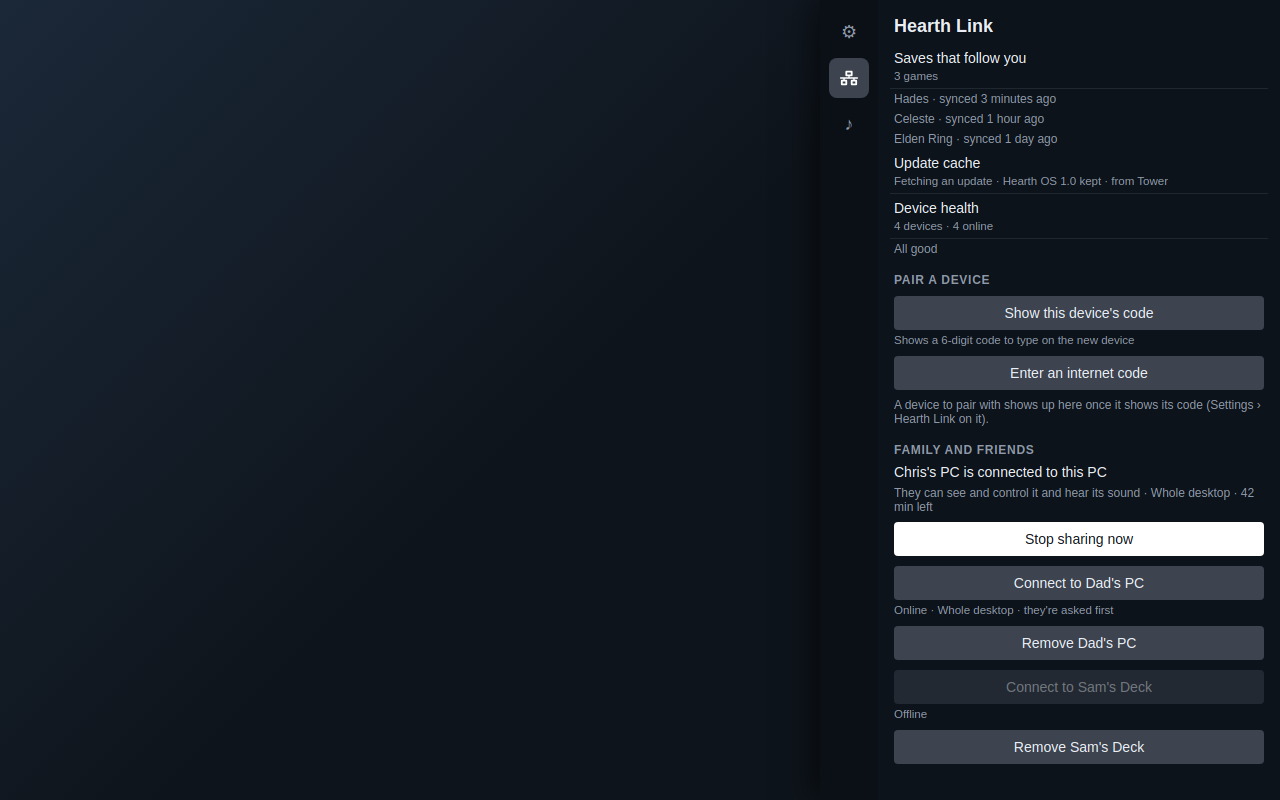 Hearth Link
Saves that follow you
3 games
Hades · synced 3 minutes ago
Celeste · synced 1 hour ago
Elden Ring · synced 1 day ago
Update cache
Fetching an update · Hearth OS 1.0 kept · from Tower
Device health
4 devices · 4 online
All good
PAIR A DEVICE
Show this device's code
Shows a 6-digit code to type on the new device
Enter an internet code
A device to pair with shows up here once it shows its code (Settings ›
Hearth Link on it).
FAMILY AND FRIENDS
Chris's PC is connected to this PC
They can see and control it and hear its sound · Whole desktop · 42
min left
Stop sharing now
Connect to Dad's PC
Online · Whole desktop · they're asked first
Remove Dad's PC
Connect to Sam's Deck
Offline
Remove Sam's Deck